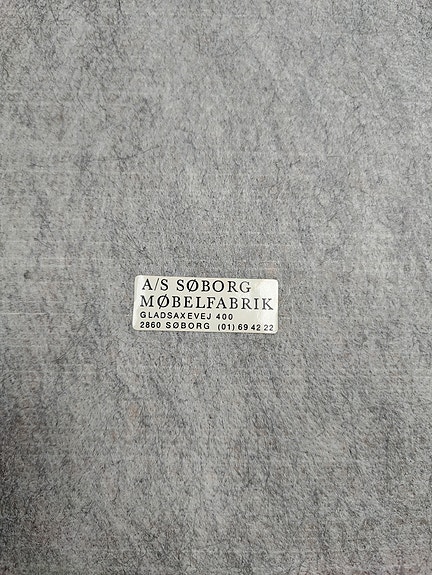 A/S SØBORG
MØBELFABRIK
GLADSAXEVEJ 400
2860 SØBORG (01) 69 42 22